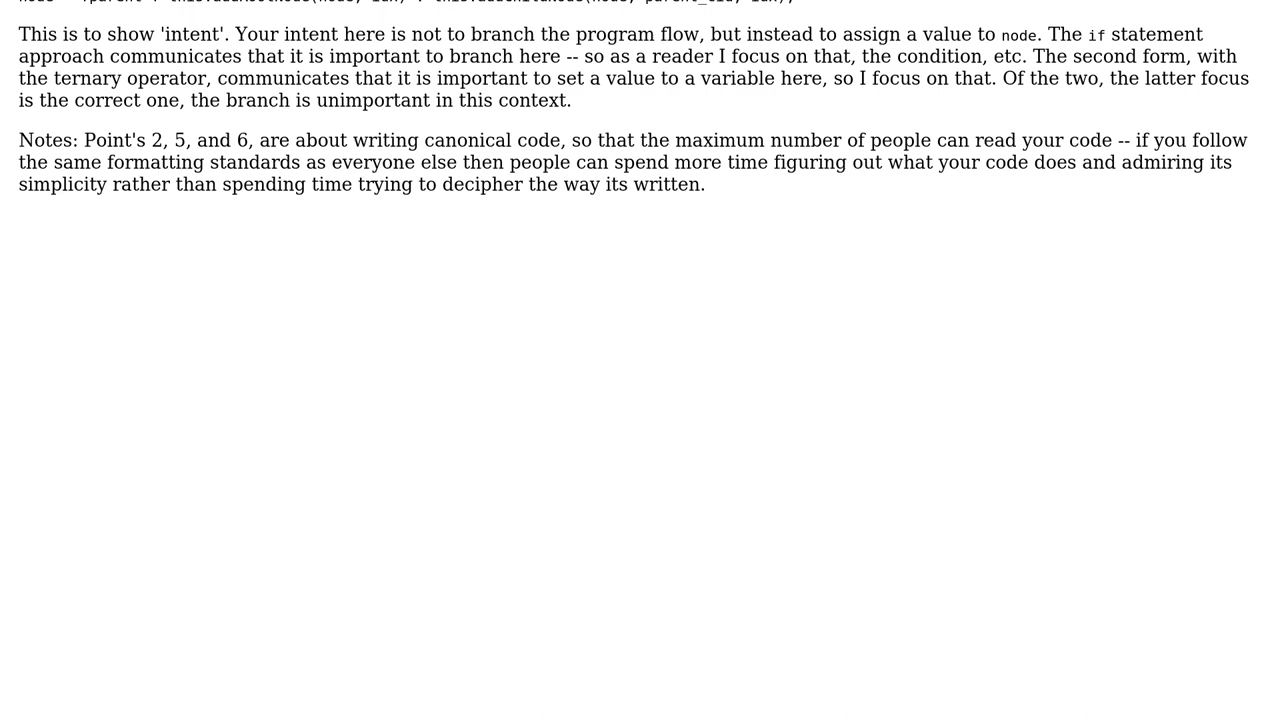 This is to show 'intent'. Your intent here is not to branch the program flow, but instead to assign a value to node. The if statement
approach communicates that it is important to branch here -- so as a reader I focus on that, the condition, etc. The second form, with
the ternary operator, communicates that it is important to set a value to a variable here, so I focus on that. Of the two, the latter focus
is the correct one, the branch is unimportant in this context.
Notes: Point's 2, 5, and 6, are about writing canonical code, so that the maximum number of people can read your code -- if you follow
the same formatting standards as everyone else then people can spend more time figuring out what your code does and admiring its
simplicity rather than spending time trying to decipher the way its written.